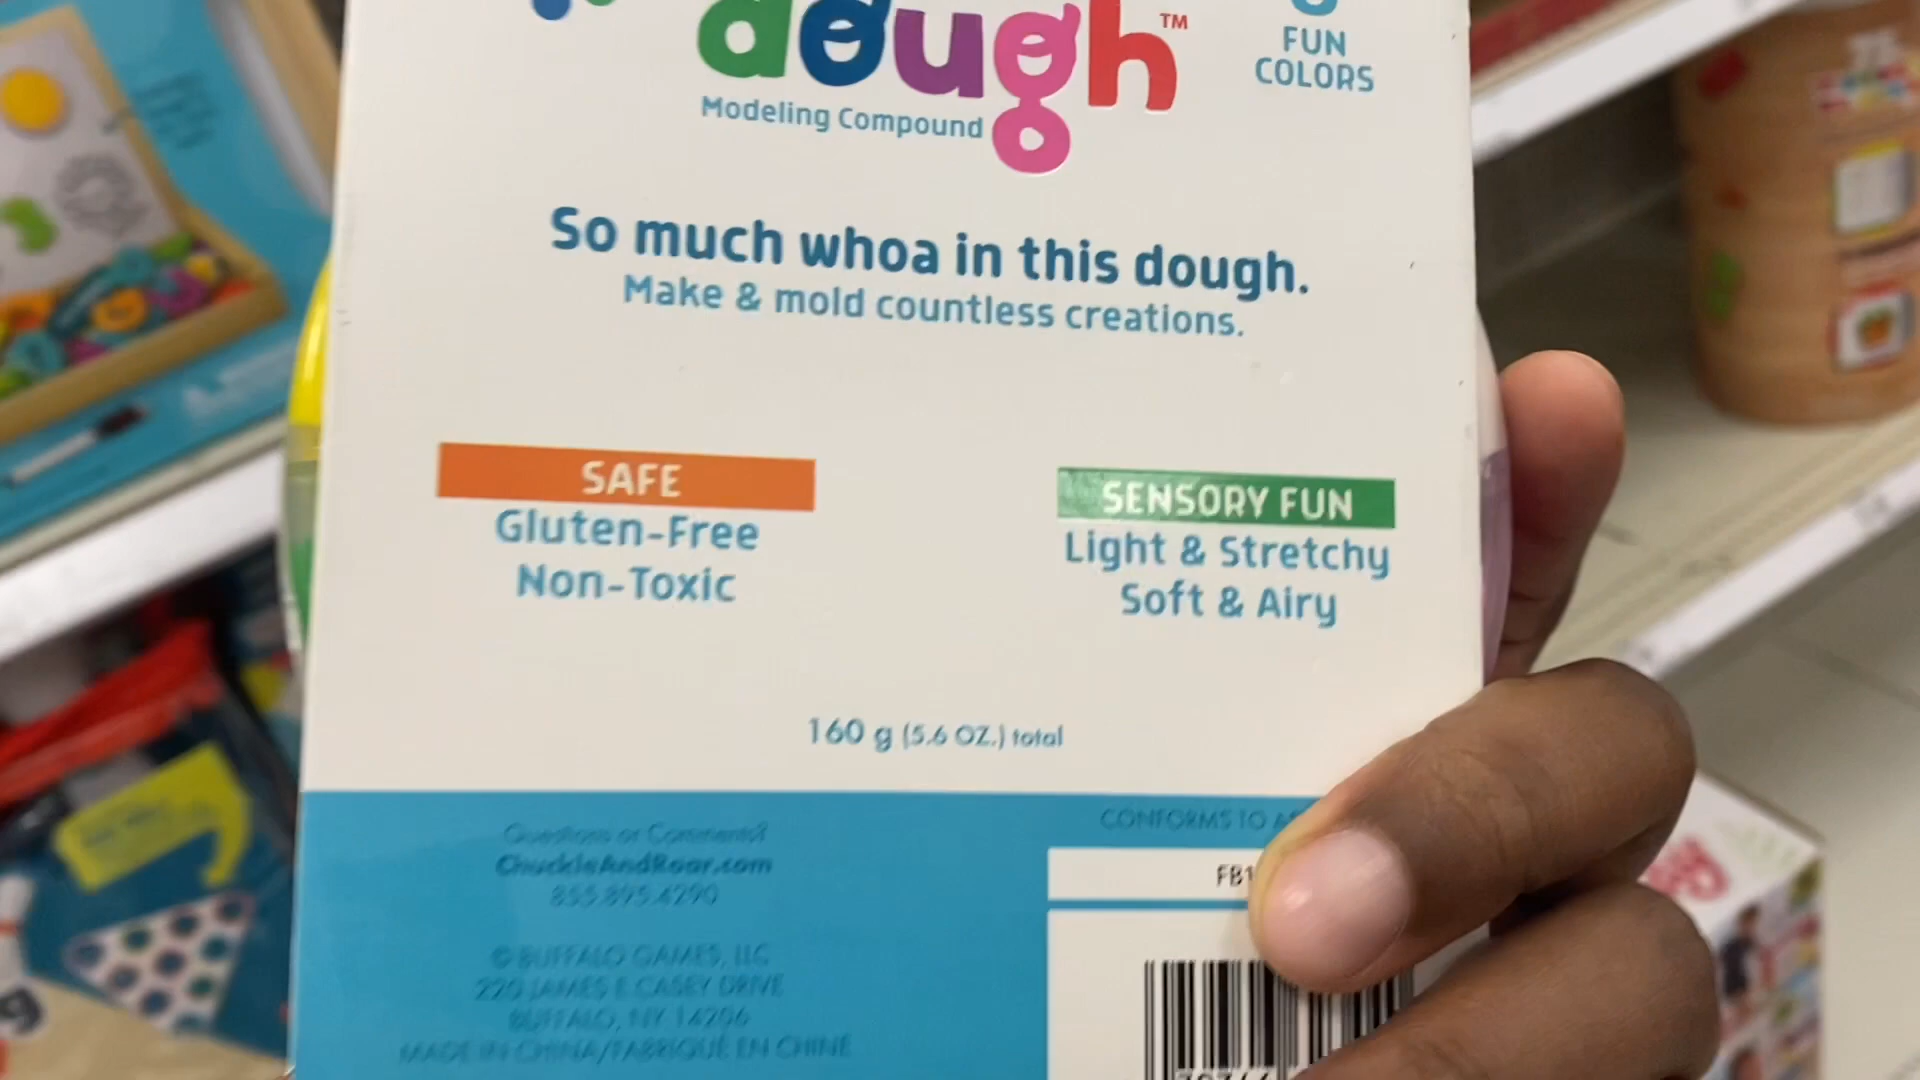 dough™
FUN
COLORS
Modeling Compound
So much whoa in this dough.
Make & mold countless creations.
SAFE
Gluten-Free
Non-Toxic
SENSORY FUN
Light & Stretchy
Soft & Airy
160 g (5.6 OZ.) total
Questions or Comments?
ChuckleAndRoar.com
855.895.4290
© BUFFALO GAMES, LLC
220 JAMES E CASEY DRIVE
BUFFALO, NY 14206
MADE IN CHINA/FABRIQUÉ EN CHINE
CONFORMS TO
FB1